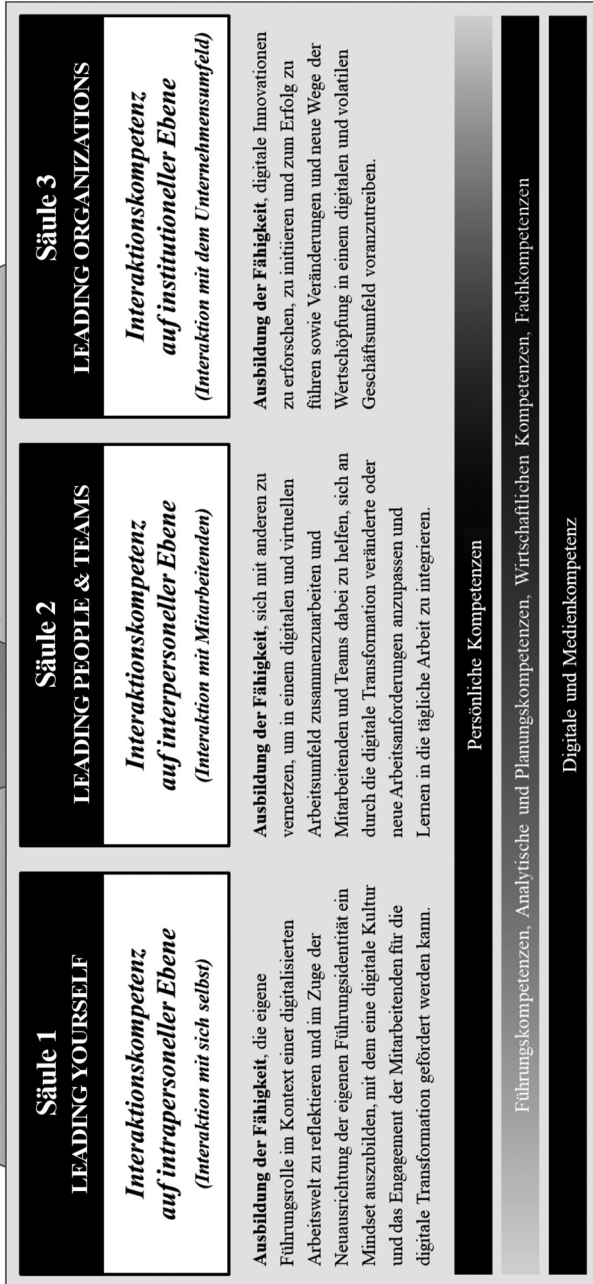 Säule 1
LEADING YOURSELF
Interaktionskompetenz
auf intrapersoneller Ebene
(Interaktion mit sich selbst)
Ausbildung der Fähigkeit, die eigene
Führungsrolle im Kontext einer digitalisierten
Arbeitswelt zu reflektieren und im Zuge der
Neuausrichtung der eigenen Führungsidentität ein
Mindset auszubilden, mit dem eine digitale Kultur
und das Engagement der Mitarbeitenden für die
digitale Transformation gefördert werden kann.
Säule 2
LEADING PEOPLE & TEAMS
Interaktionskompetenz
auf interpersoneller Ebene
(Interaktion mit Mitarbeitenden)
Ausbildung der Fähigkeit, sich mit anderen zu
vernetzen, um in einem digitalen und virtuellen
Arbeitsumfeld zusammenzuarbeiten und
Mitarbeitenden und Teams dabei zu helfen, sich an
durch die digitale Transformation veränderte oder
neue Arbeitsanforderungen anzupassen und
Lernen in die tägliche Arbeit zu integrieren.
Säule 3
LEADING ORGANIZATIONS
Interaktionskompetenz
auf institutioneller Ebene
(Interaktion mit dem Unternehmensumfeld)
Ausbildung der Fähigkeit, digitale Innovationen
zu erforschen, zu initiieren und zum Erfolg zu
führen sowie Veränderungen und neue Wege der
Wertschöpfung in einem digitalen und volatilen
Geschäftsumfeld voranzutreiben.
Persönliche Kompetenzen
Führungskompetenzen, Analytische und Planungskompetenzen, Wirtschaftlichen Kompetenzen, Fachkompetenzen
Digitale und Medienkompetenz